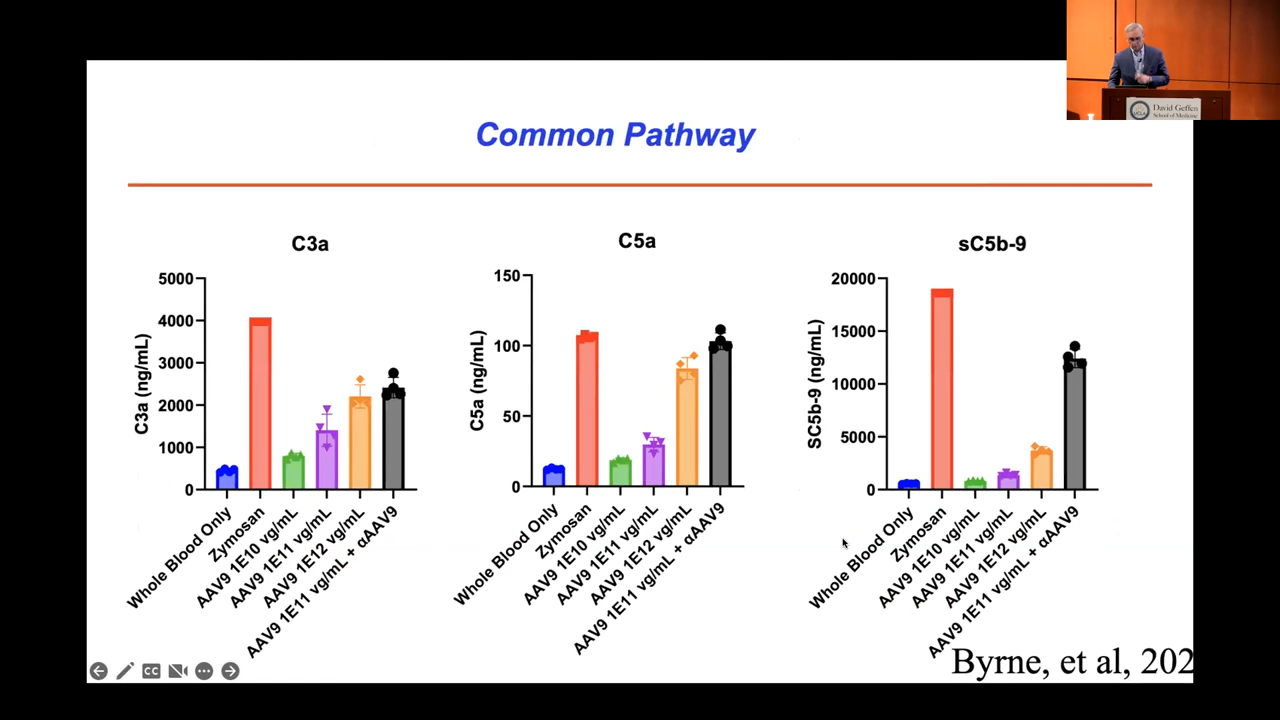 David Geffen
School of Medicine
UCLA
Common Pathway
C3a
C3a (ng/mL)
5000
4000
3000
2000
1000
0
Whole Blood Only
Zymosan
AAV9 1E10 vg/mL
AAV9 1E11 vg/mL
AAV9 1E12 vg/mL
AAV9 1E11 vg/mL + αAAV9
C5a
C5a (ng/mL)
150
100
50
0
Whole Blood Only
Zymosan
AAV9 1E10 vg/mL
AAV9 1E11 vg/mL
AAV9 1E12 vg/mL
AAV9 1E11 vg/mL + αAAV9
sC5b-9
SC5b-9 (ng/mL)
20000
15000
10000
5000
0
Whole Blood Only
Zymosan
AAV9 1E10 vg/mL
AAV9 1E11 vg/mL
AAV9 1E12 vg/mL
AAV9 1E11 vg/mL + αAAV9
CC
Byrne, et al, 202